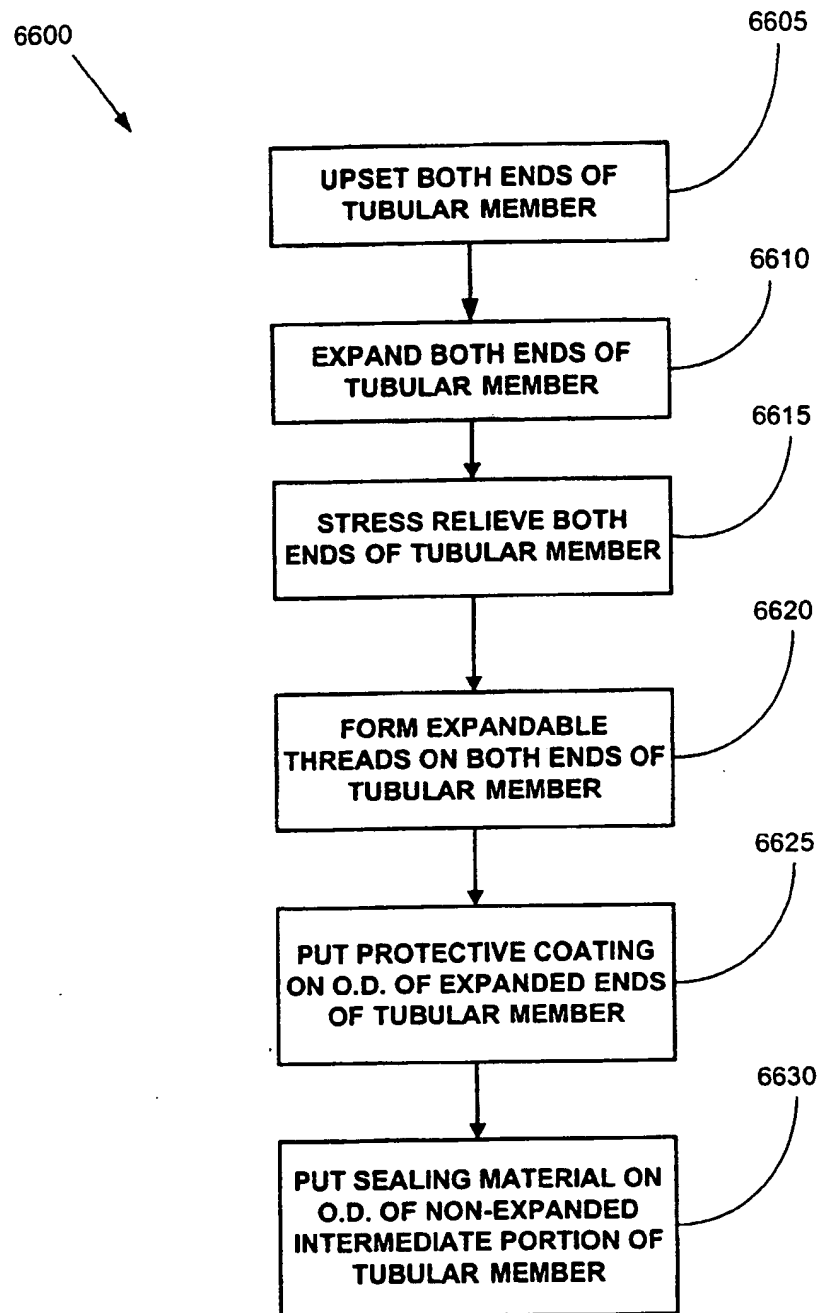 6600
6605
UPSET BOTH ENDS OF
TUBULAR MEMBER
6610
EXPAND BOTH ENDS OF
TUBULAR MEMBER
6615
STRESS RELIEVE BOTH
ENDS OF TUBULAR MEMBER
6620
FORM EXPANDABLE
THREADS ON BOTH ENDS OF
TUBULAR MEMBER
6625
PUT PROTECTIVE COATING
ON O.D. OF EXPANDED ENDS
OF TUBULAR MEMBER
6630
PUT SEALING MATERIAL ON
O.D. OF NON-EXPANDED
INTERMEDIATE PORTION OF
TUBULAR MEMBER